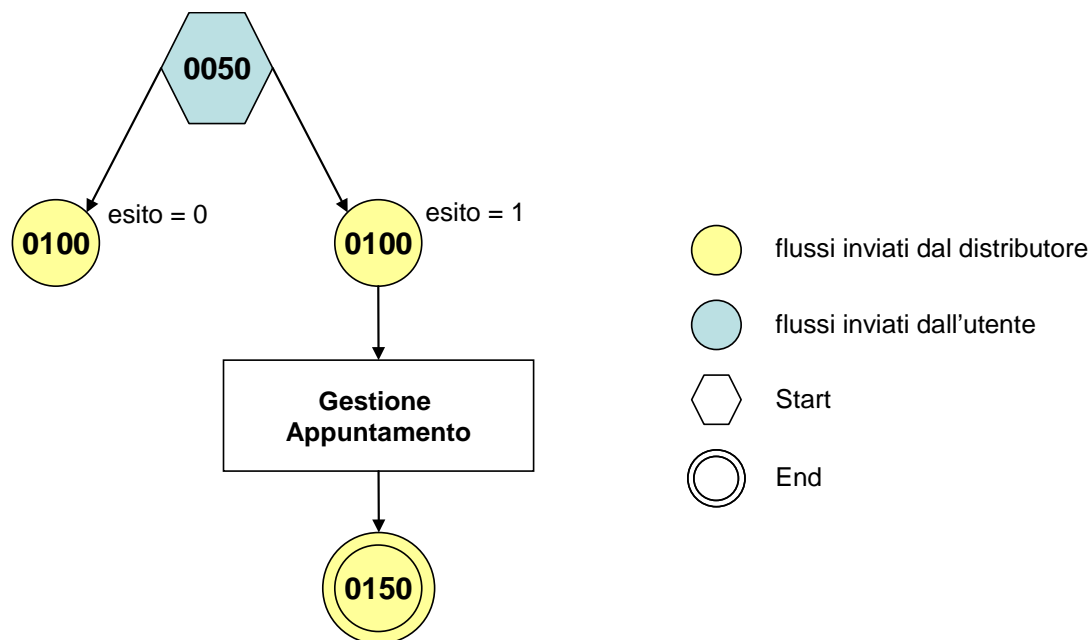 0050
esito = 0
esito = 1
0100
0100
Gestione
Appuntamento
0150
flussi inviati dal distributore
flussi inviati dall'utente
Start
End